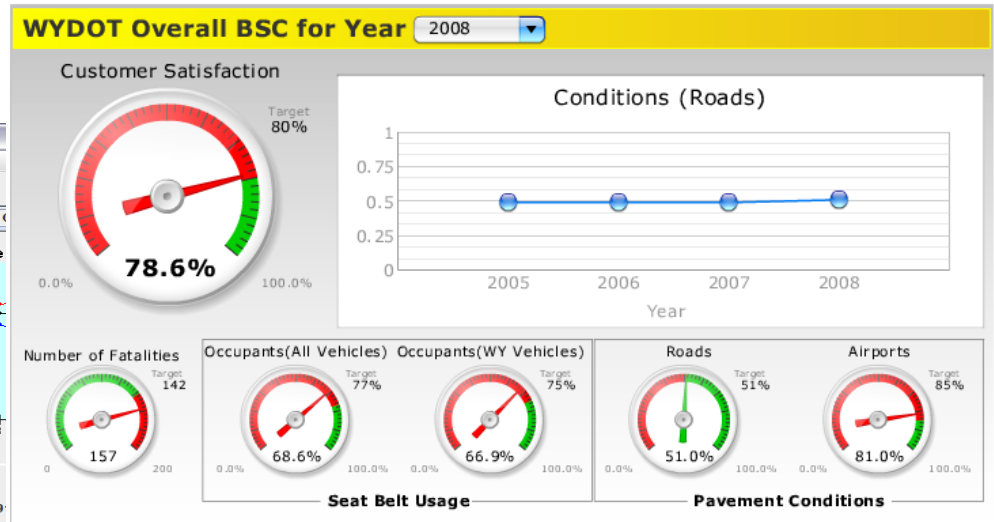 WYDOT Overall BSC for Year 2008
Customer Satisfaction
Target
80%
78.6%
0.0%
100.0%
Conditions (Roads)
1
0.75
0.5
0.25
0
2005 2006 2007 2008
Year
Number of Fatalities
Target
142
157
0 200
Occupants(All Vehicles) Occupants(WY Vehicles)
Target
77%
68.6%
0.0% 100.0%
Target
75%
66.9%
0.0% 100.0%
Seat Belt Usage
Roads
Target
51%
51.0%
0.0% 100.0%
Airports
Target
85%
81.0%
0.0% 100.0%
Pavement Conditions